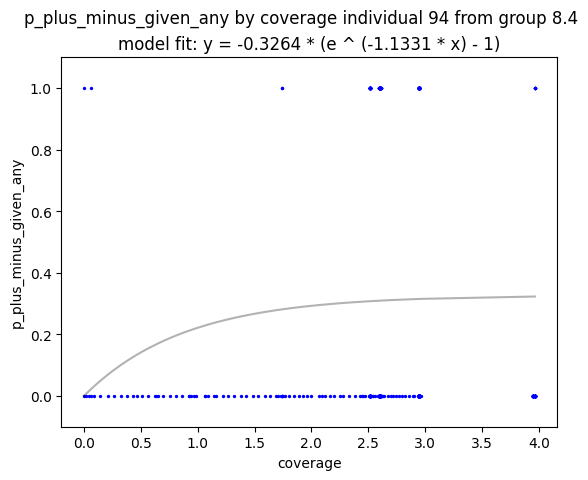 p_plus_minus_given_any by coverage individual 94 from group 8.4
model fit: y = -0.3264 * (e ^ (-1.1331 * x) - 1)
1.0
0.8
0.6
0.4
0.2
0.0
p_plus_minus_given_any
0.0 0.5 1.0 1.5 2.0 2.5 3.0 3.5 4.0
coverage